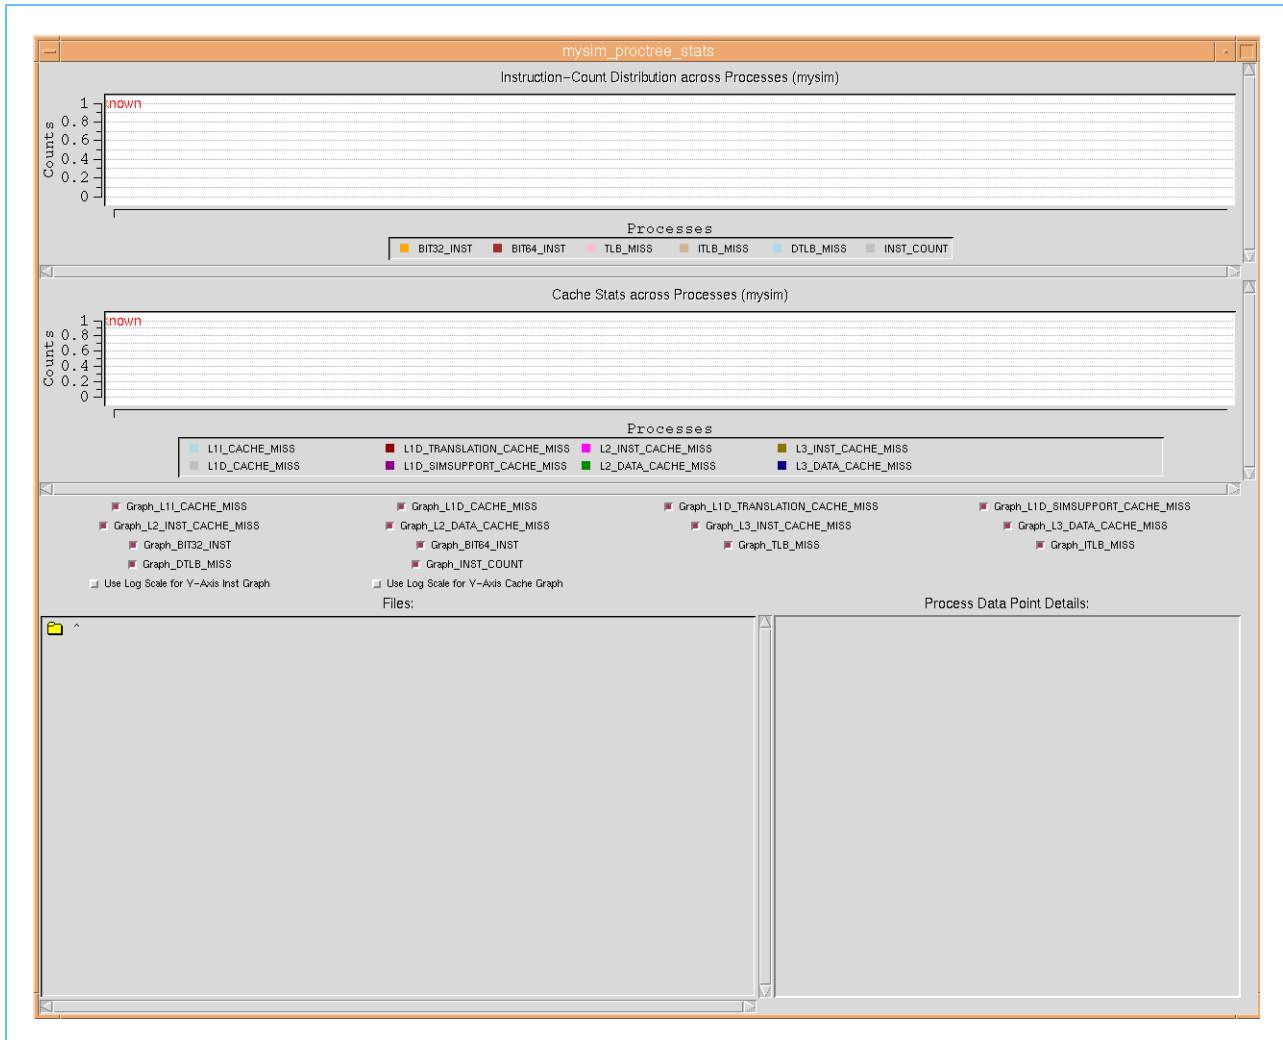 mysim_proctree_stats
Instruction-Count Distribution across Processes (mysim)
Counts
1
0.8
0.6
0.4
0.2
0
known
Processes
BIT32_INST BIT64_INST TLB_MISS ITLB_MISS DTLB_MISS INST_COUNT
Cache Stats across Processes (mysim)
Counts
1
0.8
0.6
0.4
0.2
0
known
Processes
L1I_CACHE_MISS L1D_TRANSLATION_CACHE_MISS L2_INST_CACHE_MISS L3_INST_CACHE_MISS
L1D_CACHE_MISS L1D_SIMSUPPORT_CACHE_MISS L2_DATA_CACHE_MISS L3_DATA_CACHE_MISS
Graph_L1I_CACHE_MISS Graph_L1D_CACHE_MISS Graph_L1D_TRANSLATION_CACHE_MISS Graph_L1D_SIMSUPPORT_CACHE_MISS
Graph_L2_INST_CACHE_MISS Graph_L2_DATA_CACHE_MISS Graph_L3_INST_CACHE_MISS Graph_L3_DATA_CACHE_MISS
Graph_BIT32_INST Graph_BIT64_INST Graph_TLB_MISS Graph_ITLB_MISS
Graph_DTLB_MISS Graph_INST_COUNT
Use Log Scale for Y-Axis Inst Graph Use Log Scale for Y-Axis Cache Graph
Files: Process Data Point Details:
^